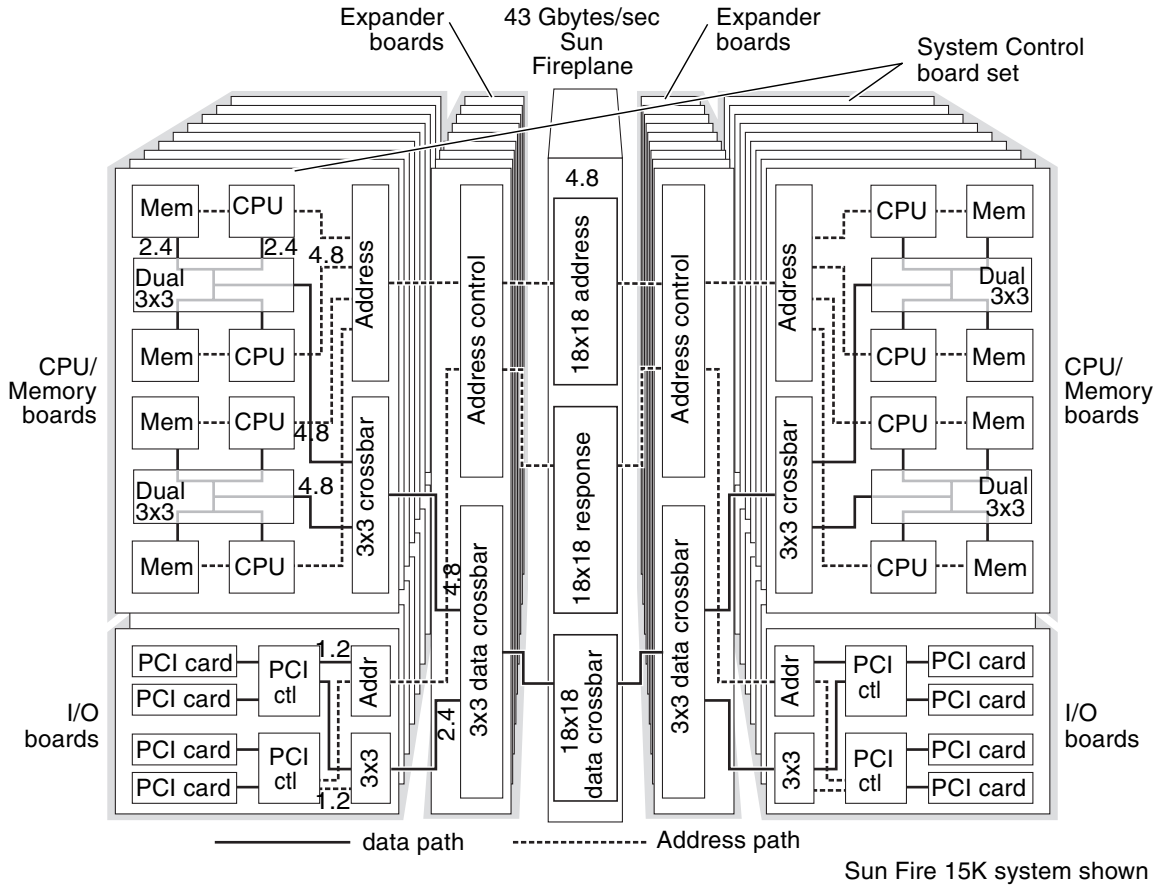 Expander
boards
43 Gbytes/sec
Sun
Fireplane
Expander
boards
System Control
board set
CPU/
Memory
boards
Mem
CPU
2.4
2.4
4.8
Dual
3x3
Mem
CPU
Mem
CPU
4.8
Dual
3x3
4.8
Mem
CPU
Address
3x3 crossbar
Address control
4.8
3x3 data crossbar
4.8
18x18 address
18x18 response
18x18
data crossbar
Address control
3x3 data crossbar
Address
3x3 crossbar
CPU
Mem
Dual
3x3
CPU
Mem
CPU
Mem
Dual
3x3
CPU
Mem
CPU/
Memory
boards
I/O
boards
PCI card
PCI card
PCI
ctl
1.2
Addr
PCI card
PCI card
PCI
ctl
1.2
3x3
2.4
Addr
3x3
PCI
ctl
PCI card
PCI card
PCI
ctl
PCI card
PCI card
I/O
boards
data path
Address path
Sun Fire 15K system shown